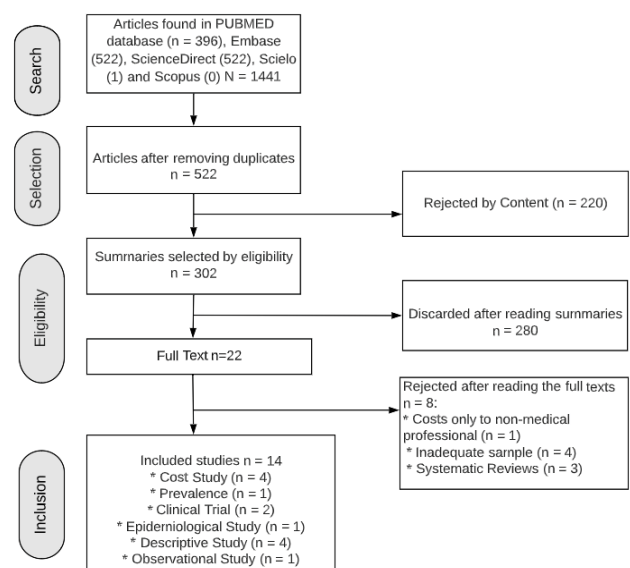 Search
Articles found in PUBMED
database (n = 396), Embase
(522), ScienceDirect (522), Scielo
(1) and Scopus (0) N = 1441
Selection
Articles after removing duplicates
n = 522
Rejected by Content (n = 220)
Eligibility
Summaries selected by eligibility
n = 302
Discarded after reading summaries
n = 280
Full Text n=22
Rejected after reading the full texts
n = 8:
* Costs only to non-medical
professional (n = 1)
* Inadequate sample (n = 4)
* Systematic Reviews (n = 3)
Inclusion
Included studies n = 14
* Cost Study (n = 4)
* Prevalence (n = 1)
* Clinical Trial (n = 2)
* Epiderniological Study (n = 1)
* Descriptive Study (n = 4)
* Observational Study (n = 1)